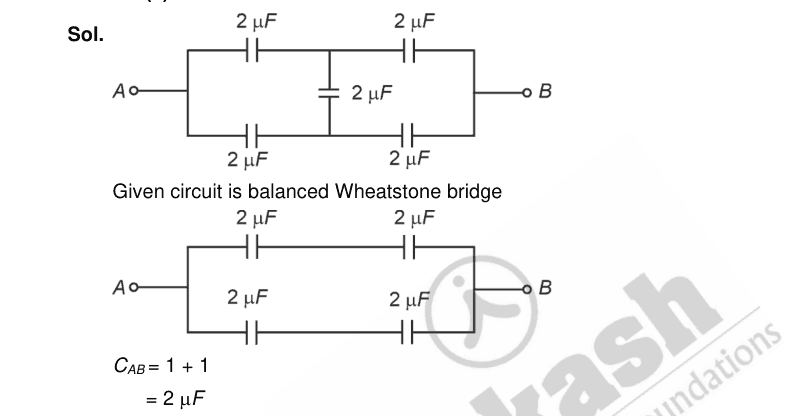 Sol.
2 μF 2 μF
A B
2 μF
2 μF 2 μF
Given circuit is balanced Wheatstone bridge
2 μF 2 μF
A B
2 μF 2 μF
C_AB = 1 + 1
= 2 μF